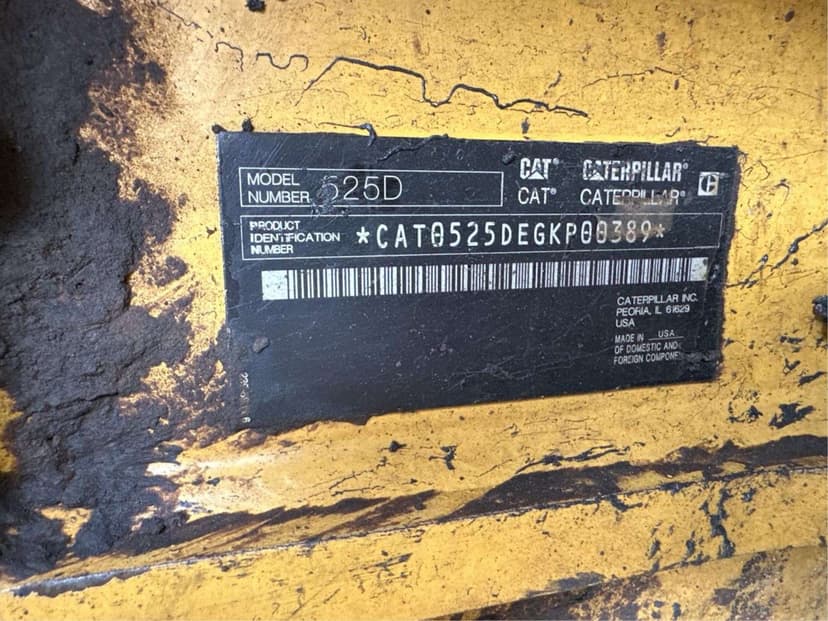 MODEL NUMBER 525D
CAT® CATERPILLAR®
CAT® CATERPILLAR®
PRODUCT IDENTIFICATION NUMBER *CAT0525DEGKP00389*
CATERPILLAR INC.
PEORIA, IL 61629
USA
MADE IN USA
OF DOMESTIC AND
FOREIGN COMPONE